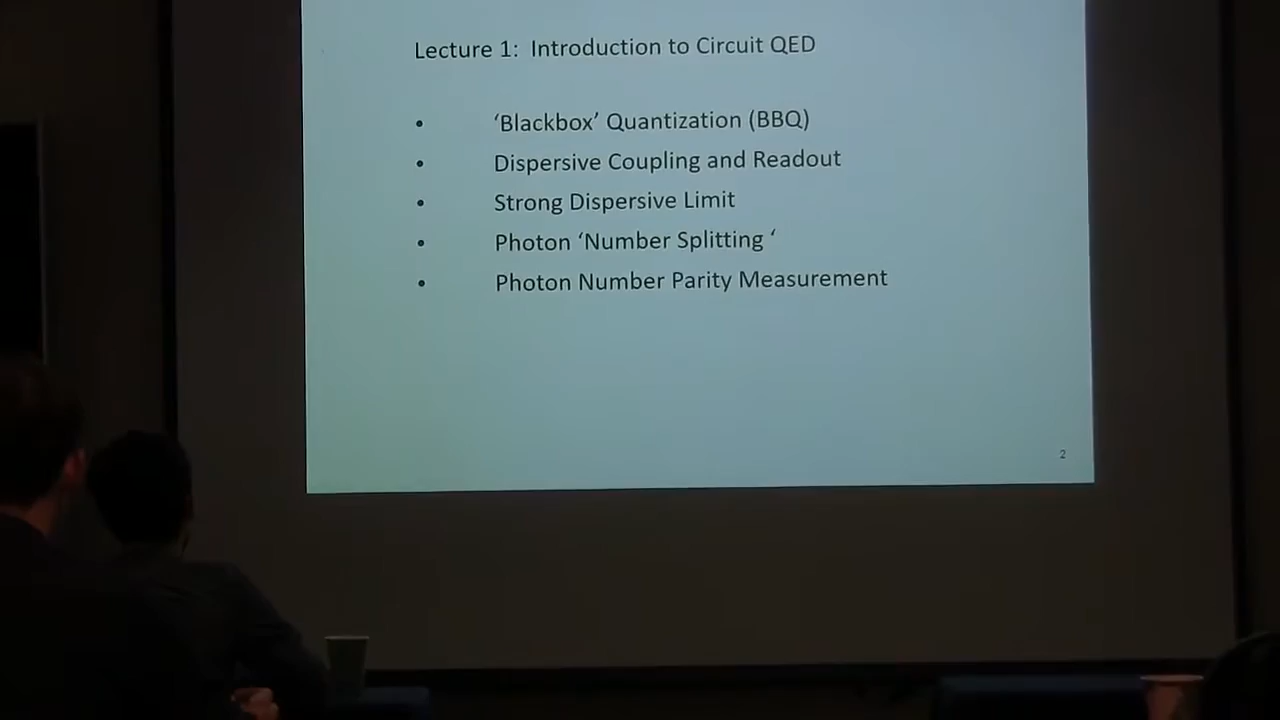 Lecture 1: Introduction to Circuit QED
• ‘Blackbox’ Quantization (BBQ)
• Dispersive Coupling and Readout
• Strong Dispersive Limit
• Photon ‘Number Splitting ‘
• Photon Number Parity Measurement
2